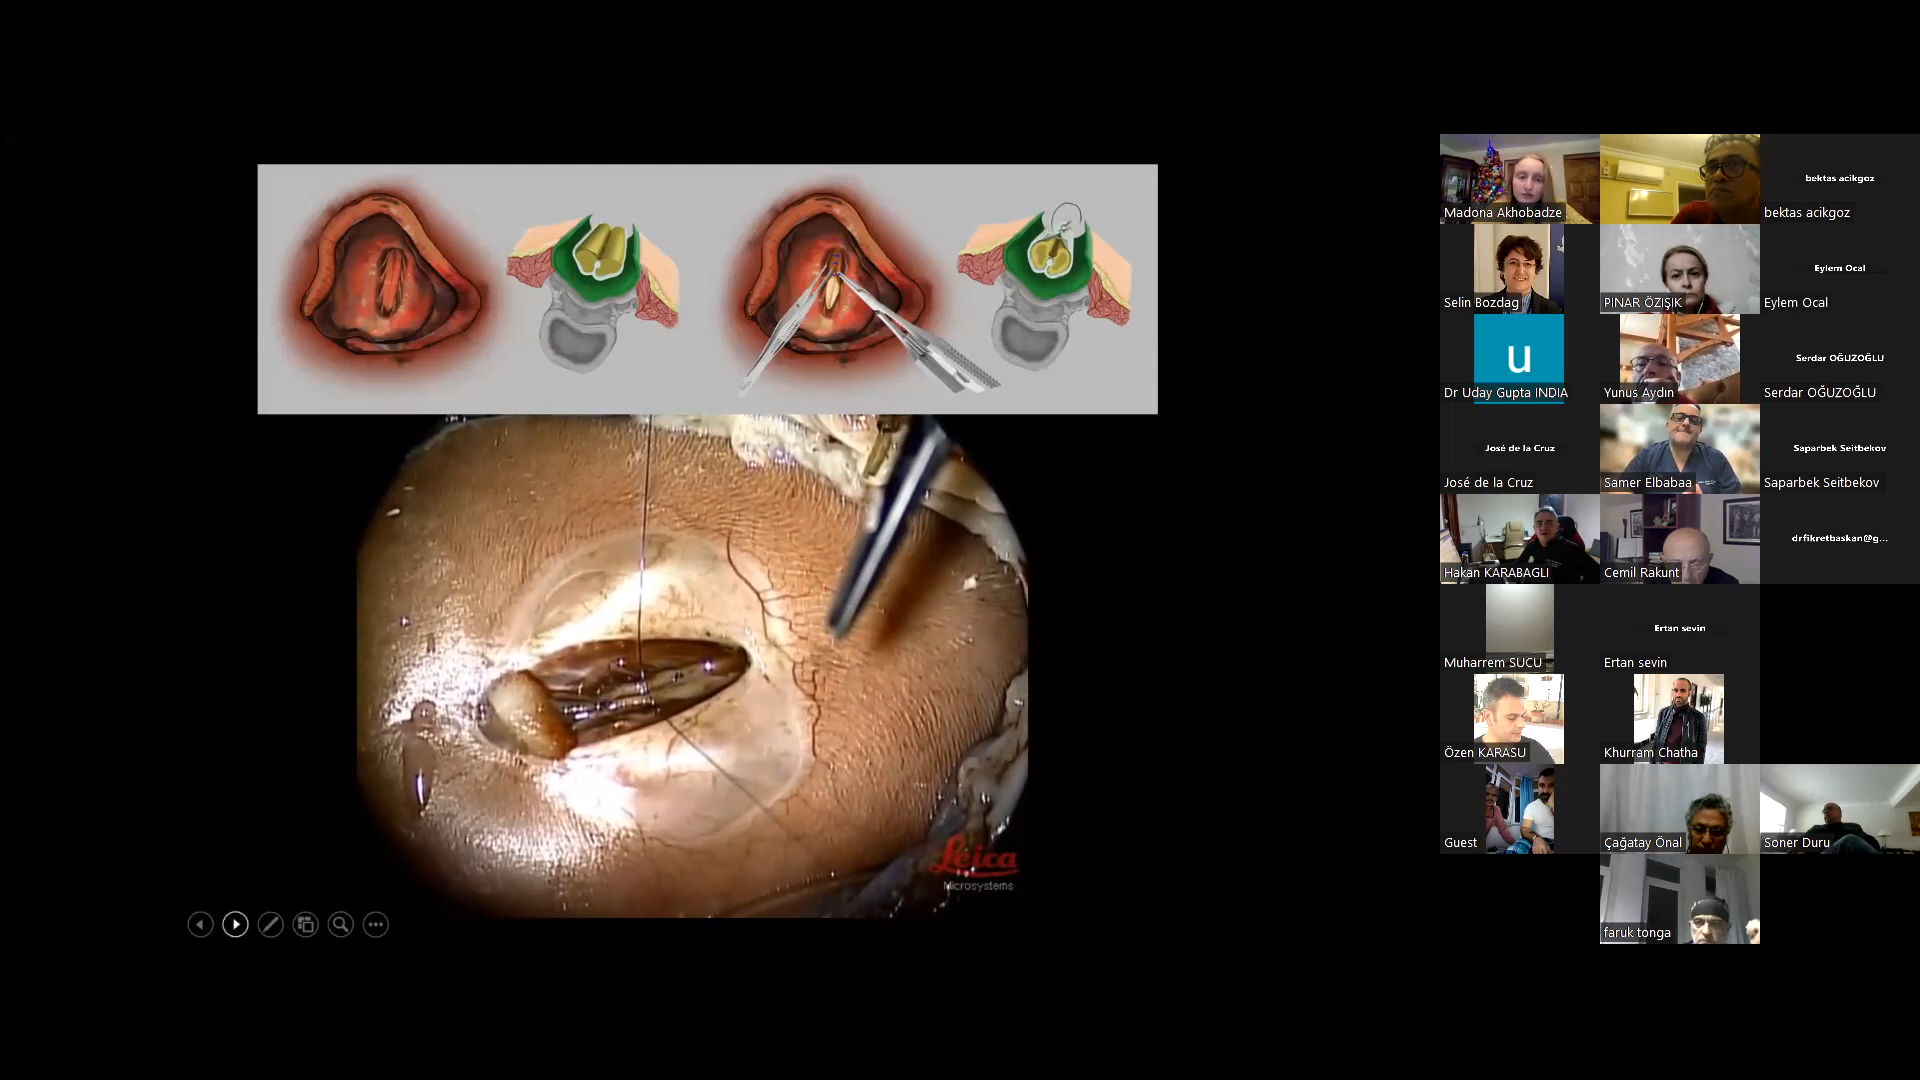 Madona Akhobadze
bektas acikgoz
bektas acikgoz
Selin Bozdag
PINAR ÖZIŞIK
Eylem Ocal
Eylem Ocal
u
Dr Uday Gupta INDIA
Yunus Aydın
Serdar OĞUZOĞLU
Serdar OĞUZOĞLU
José de la Cruz
José de la Cruz
Samer Elbabaa
Saparbek Seitbekov
Saparbek Seitbekov
Hakan KARABAGLI
Cemil Rakunt
drfikretbaskan@g...
Muharrem SUCU
Ertan sevin
Ertan sevin
Özen KARASU
Khurram Chatha
Guest
Çağatay Önal
Soner Duru
faruk tonga
Leica
Microsystems